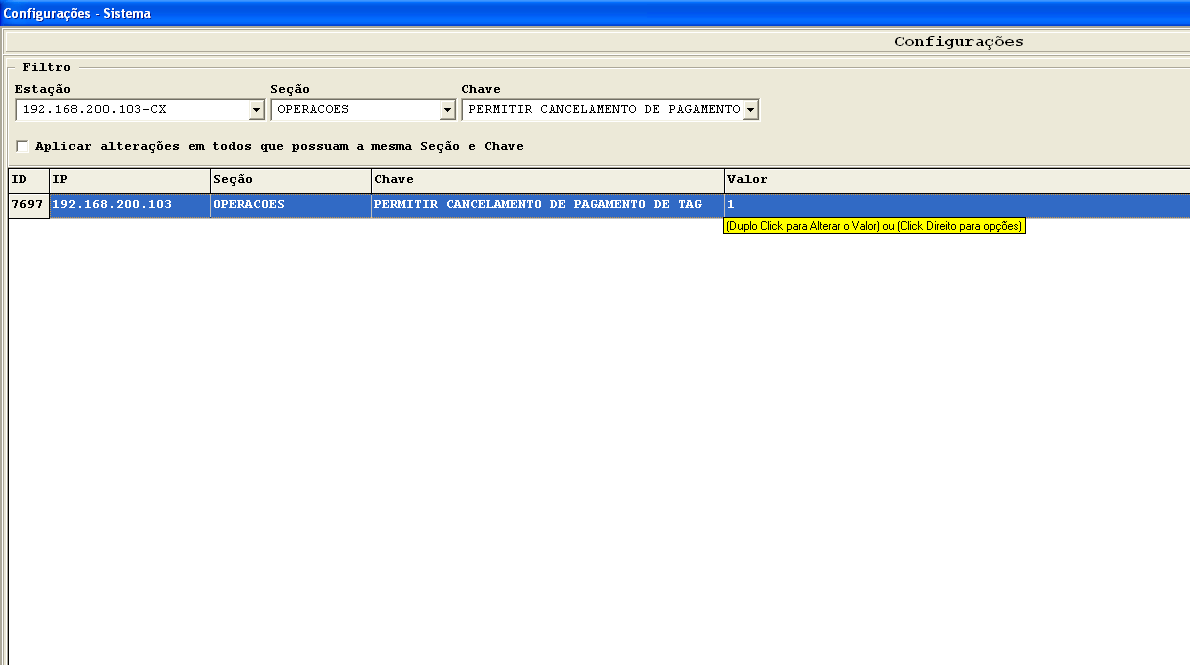 Configurações - Sistema
Configurações
Filtro
Estação Seção Chave
192.168.200.103-CX OPERACOES PERMITIR CANCELAMENTO DE PAGAMENTO
Aplicar alterações em todos que possuam a mesma Seção e Chave
ID IP Seção Chave Valor
7697 192.168.200.103 OPERACOES PERMITIR CANCELAMENTO DE PAGAMENTO DE TAG 1
(Duplo Click para Alterar o Valor) ou (Click Direito para opções)